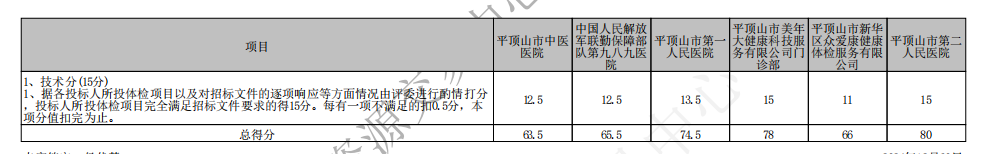 项目
平顶山市中医
医院
中国人民解放
军联勤保障部
队第九八九医
院
平顶山市第一
人民医院
平顶山市美年
大健康科技服
务有限公司门
诊部
平顶山市新华
区众爱康健康
体检服务有限
公司
平顶山市第二
人民医院
1、技术分(15分)
1、据各投标人所投体检项目以及对招标文件的逐项响应等方面情况由评委进行酌情打分
，投标人所投体检项目完全满足招标文件要求的得15分。每有一项不满足的扣0.5分，本
项分值扣完为止。
12.5
12.5
13.5
15
11
15
总得分
63.5
65.5
74.5
78
66
80
资源交
中心